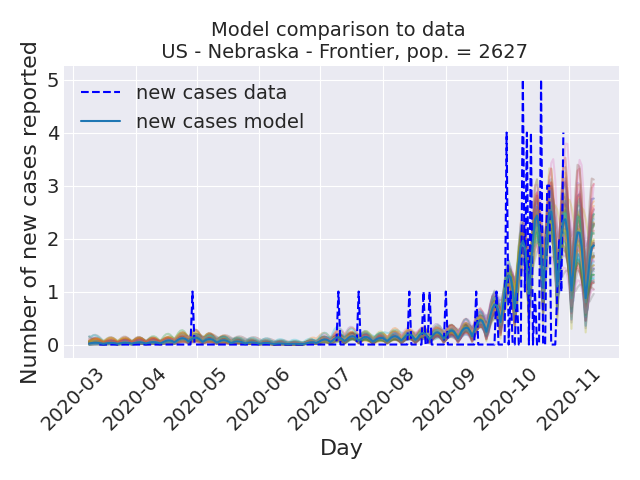 Model comparison to data
US - Nebraska - Frontier, pop. = 2627
Number of new cases reported
5
4
3
2
1
0
new cases data
new cases model
2020-03
2020-04
2020-05
2020-06
2020-07
2020-08
2020-09
2020-10
2020-11
Day